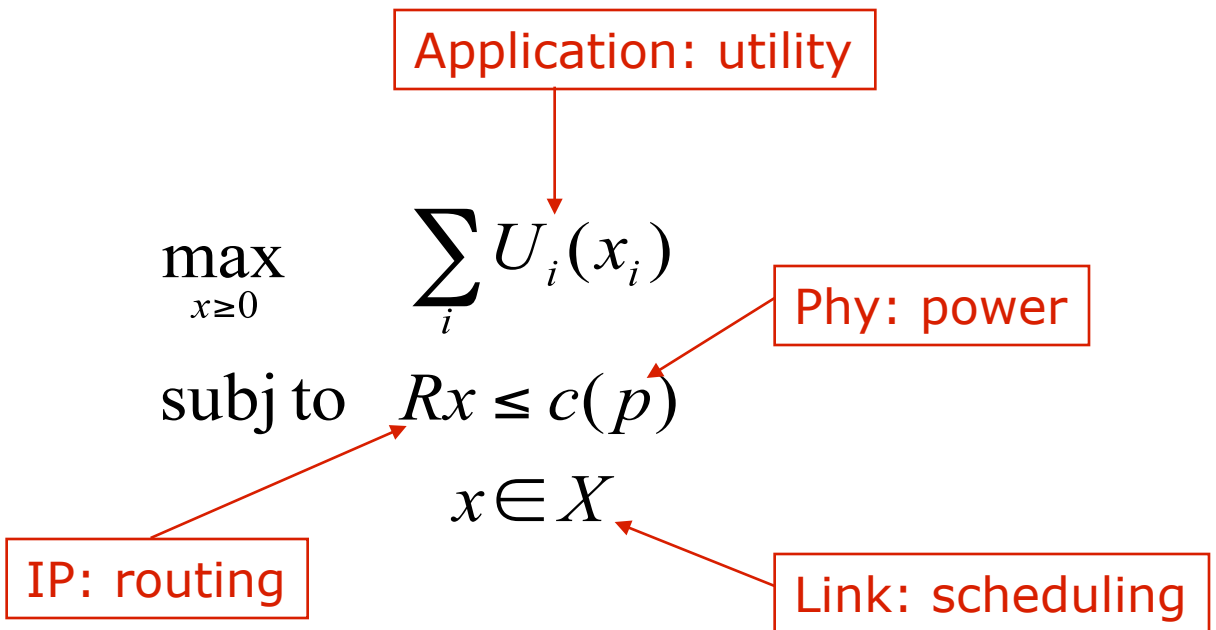 Application: utility
max x≥0 ∑ i U_i(x_i)
Phy: power
subj to Rx ≤ c(p)
x ∈ X
IP: routing
Link: scheduling